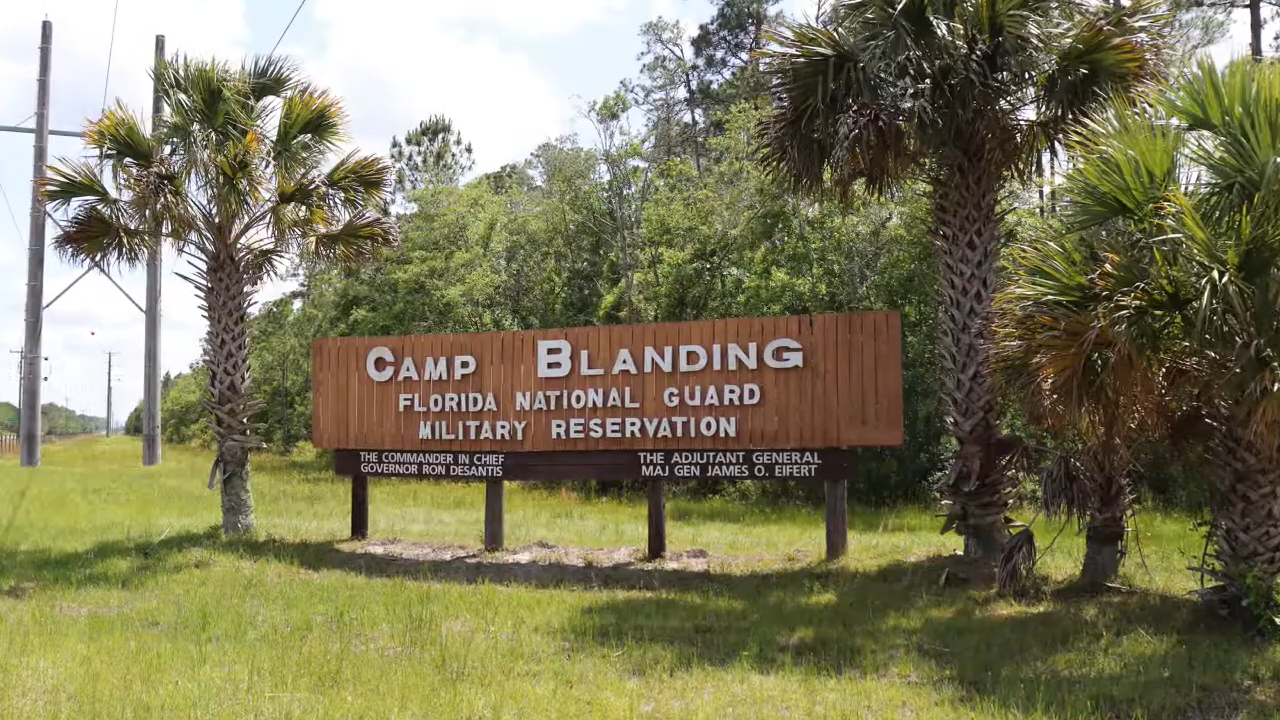 CAMP BLANDING
FLORIDA NATIONAL GUARD
MILITARY RESERVATION
THE COMMANDER IN CHIEF
GOVERNOR RON DESANTIS
THE ADJUTANT GENERAL
MAJ GEN JAMES O. EIFERT